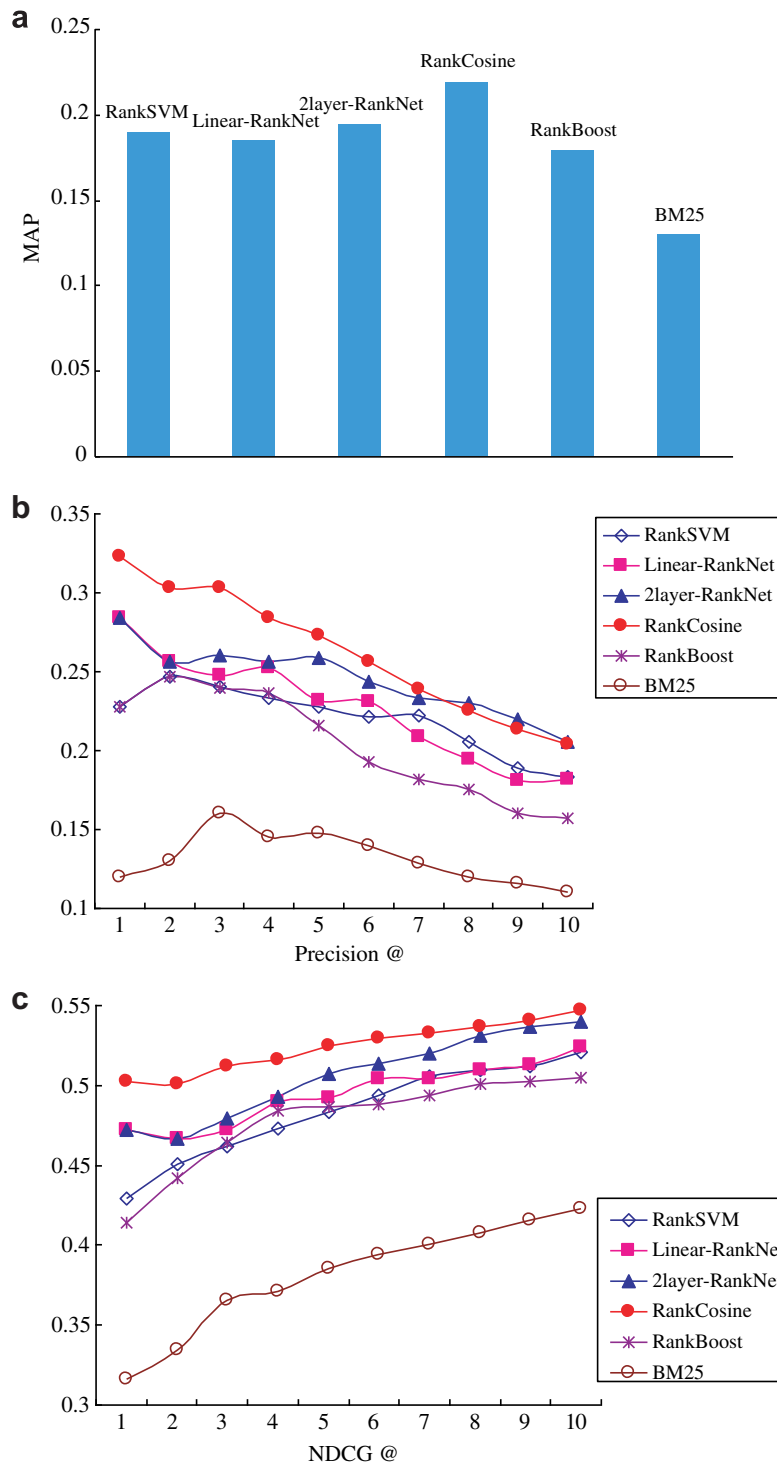 a
0.25
0.2
0.15
0.1
0.05
0
MAP
RankSVM
Linear-RankNet
2layer-RankNet
RankCosine
RankBoost
BM25
b
0.35
0.3
0.25
0.2
0.15
0.1
1 2 3 4 5 6 7 8 9 10
Precision @
RankSVM
Linear-RankNet
2layer-RankNet
RankCosine
RankBoost
BM25
c
0.55
0.5
0.45
0.4
0.35
0.3
1 2 3 4 5 6 7 8 9 10
NDCG @
RankSVM
Linear-RankNe
2layer-RankNe
RankCosine
RankBoost
BM25